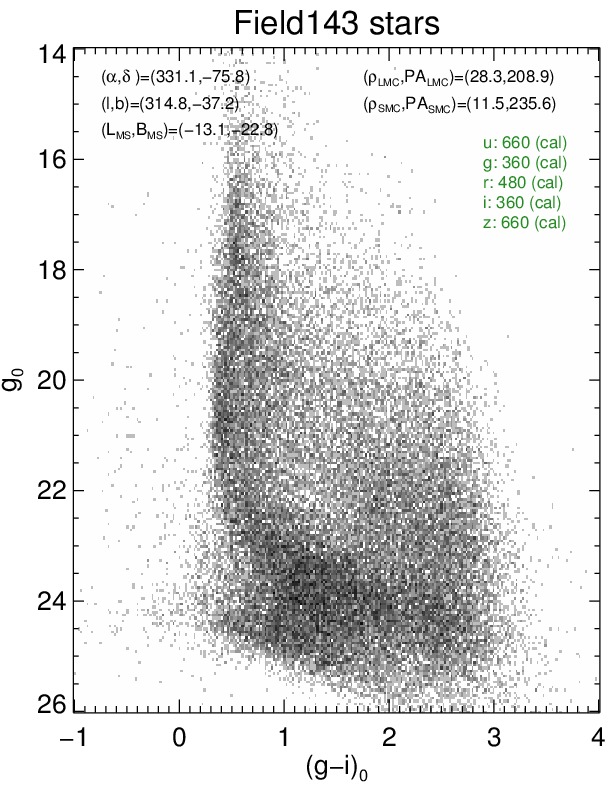 Field143 stars
(α,δ)=(331.1,−75.8)
(ρLMC,PALMC)=(28.3,208.9)
(l,b)=(314.8,−37.2)
(ρSMC,PASMC)=(11.5,235.6)
(LMS,BMS)=(−13.1,−22.8)
u: 660 (cal)
g: 360 (cal)
r: 480 (cal)
i: 360 (cal)
z: 660 (cal)
14
16
18
20
22
24
26
g0
−1 0 1 2 3 4
(g−i)0